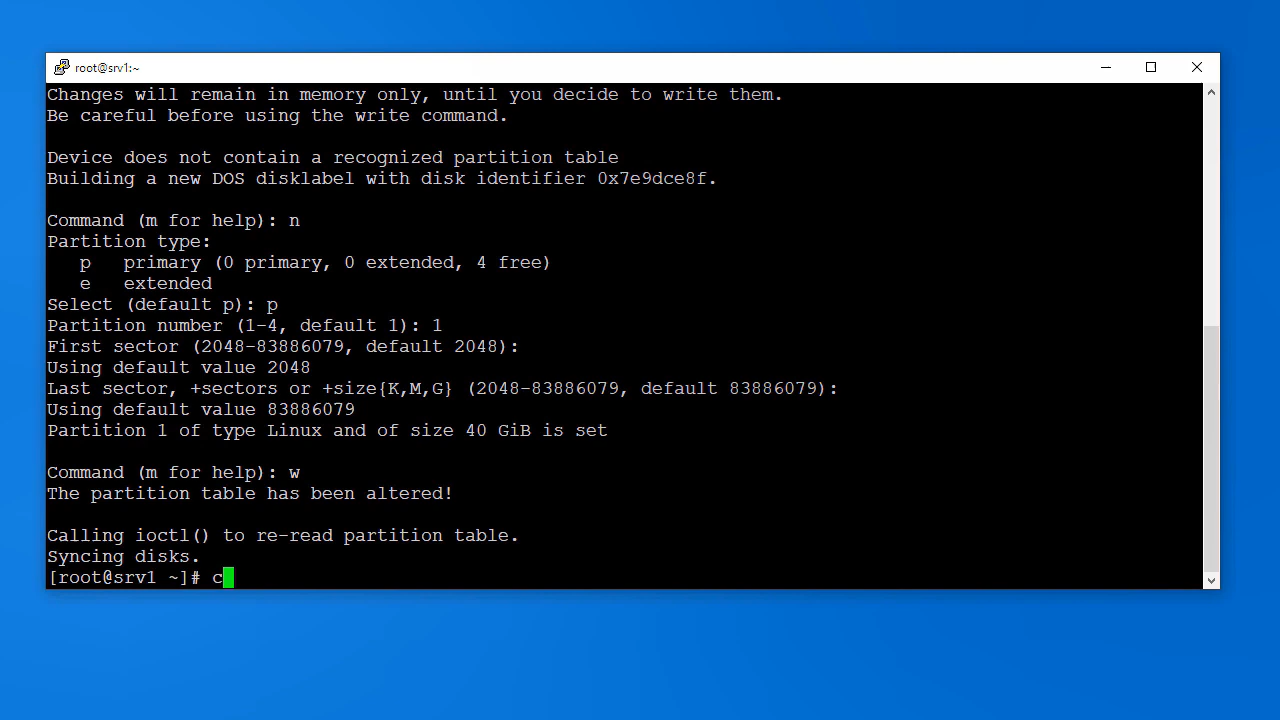 root@srv1:~
Changes will remain in memory only, until you decide to write them.
Be careful before using the write command.
Device does not contain a recognized partition table
Building a new DOS disklabel with disk identifier 0x7e9dce8f.
Command (m for help): n
Partition type:
   p   primary (0 primary, 0 extended, 4 free)
   e   extended
Select (default p): p
Partition number (1-4, default 1): 1
First sector (2048-83886079, default 2048):
Using default value 2048
Last sector, +sectors or +size{K,M,G} (2048-83886079, default 83886079):
Using default value 83886079
Partition 1 of type Linux and of size 40 GiB is set
Command (m for help): w
The partition table has been altered!
Calling ioctl() to re-read partition table.
Syncing disks.
[root@srv1 ~]# c